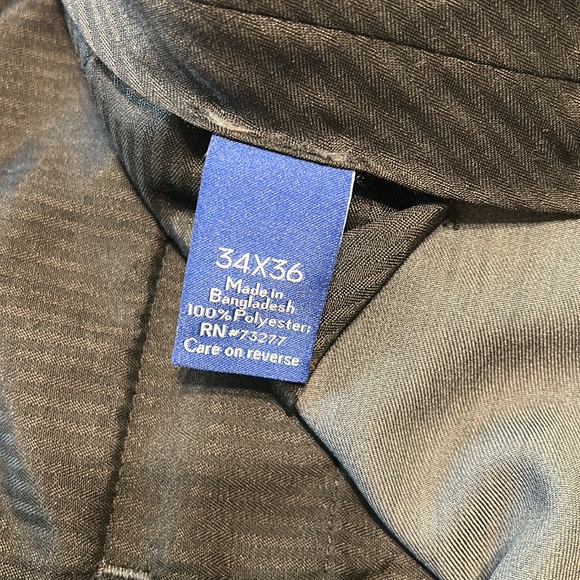 34X36
Made in
Bangladesh
100% Polyester;
RN #73277
Care on reverse